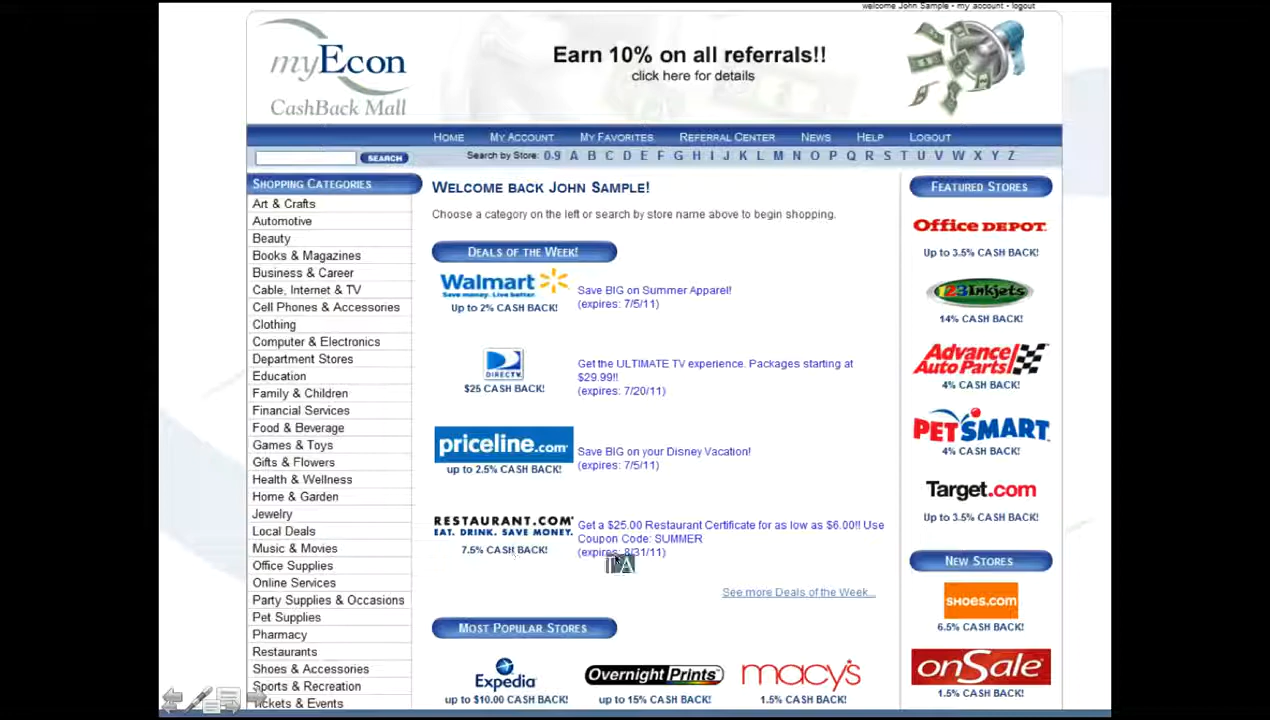 welcome John Sample • my account • logout
myEcon
CashBack Mall
Earn 10% on all referrals!!
click here for details
HOME MY ACCOUNT MY FAVORITES REFERRAL CENTER NEWS HELP LOGOUT
SEARCH
Search by Store: 0-9 A B C D E F G H I J K L M N O P Q R S T U V W X Y Z
SHOPPING CATEGORIES
Art & Crafts
Automotive
Beauty
Books & Magazines
Business & Career
Cable, Internet & TV
Cell Phones & Accessories
Clothing
Computer & Electronics
Department Stores
Education
Family & Children
Financial Services
Food & Beverage
Games & Toys
Gifts & Flowers
Health & Wellness
Home & Garden
Jewelry
Local Deals
Music & Movies
Office Supplies
Online Services
Party Supplies & Occasions
Pet Supplies
Pharmacy
Restaurants
Shoes & Accessories
Sports & Recreation
Tickets & Events
WELCOME BACK JOHN SAMPLE!
Choose a category on the left or search by store name above to begin shopping.
DEALS OF THE WEEK!
Walmart
Save money. Live better.
Up to 2% CASH BACK!
Save BIG on Summer Apparel!
(expires: 7/5/11)
DIRECTV
$25 CASH BACK!
Get the ULTIMATE TV experience. Packages starting at
$29.99!!
(expires: 7/20/11)
priceline.com
up to 2.5% CASH BACK!
Save BIG on your Disney Vacation!
(expires: 7/5/11)
RESTAURANT.COM
EAT. DRINK. SAVE MONEY.
7.5% CASH BACK!
Get a $25.00 Restaurant Certificate for as low as $6.00!! Use
Coupon Code: SUMMER
(expires: 8/31/11)
See more Deals of the Week...
MOST POPULAR STORES
Expedia
up to $10.00 CASH BACK!
Overnight Prints
up to 15% CASH BACK!
macy's
1.5% CASH BACK!
FEATURED STORES
Office DEPOT.
Up to 3.5% CASH BACK!
123Inkjets
14% CASH BACK!
Advance Auto Parts
4% CASH BACK!
PETSMART
4% CASH BACK!
Target.com
Up to 3.5% CASH BACK!
NEW STORES
SHOES.COM
6.5% CASH BACK!
onSale
1.5% CASH BACK!